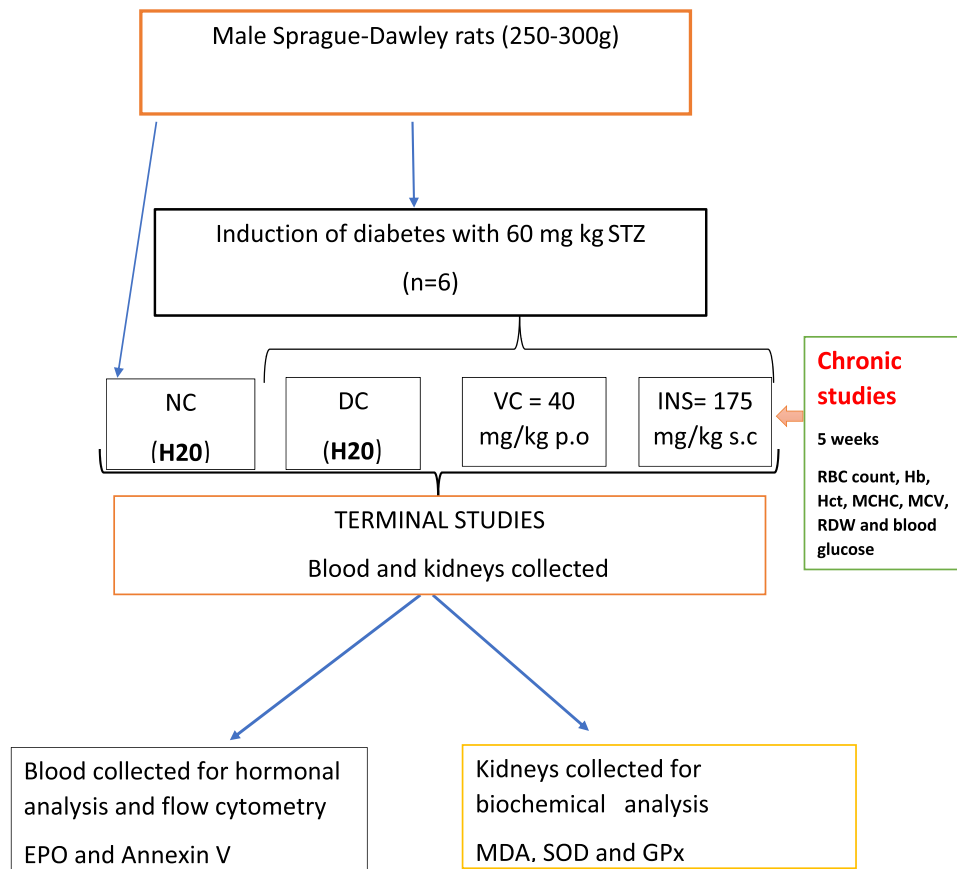 Male Sprague-Dawley rats (250-300g)
Induction of diabetes with 60 mg kg STZ
(n=6)
NC
(H20)
DC
(H20)
VC = 40
mg/kg p.o
INS= 175
mg/kg s.c
Chronic
studies
5 weeks
RBC count, Hb,
Hct, MCHC, MCV,
RDW and blood
glucose
TERMINAL STUDIES
Blood and kidneys collected
Blood collected for hormonal
analysis and flow cytometry
EPO and Annexin V
Kidneys collected for
biochemical analysis
MDA, SOD and GPx